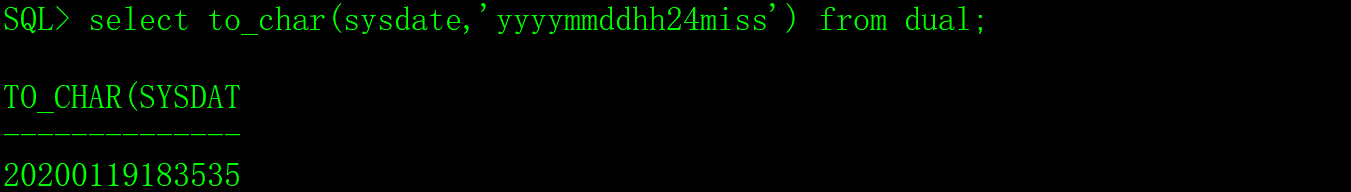 SQL> select to_char(sysdate,'yyyymmddhh24miss') from dual;
TO_CHAR(SYSDAT
--------------
20200119183535